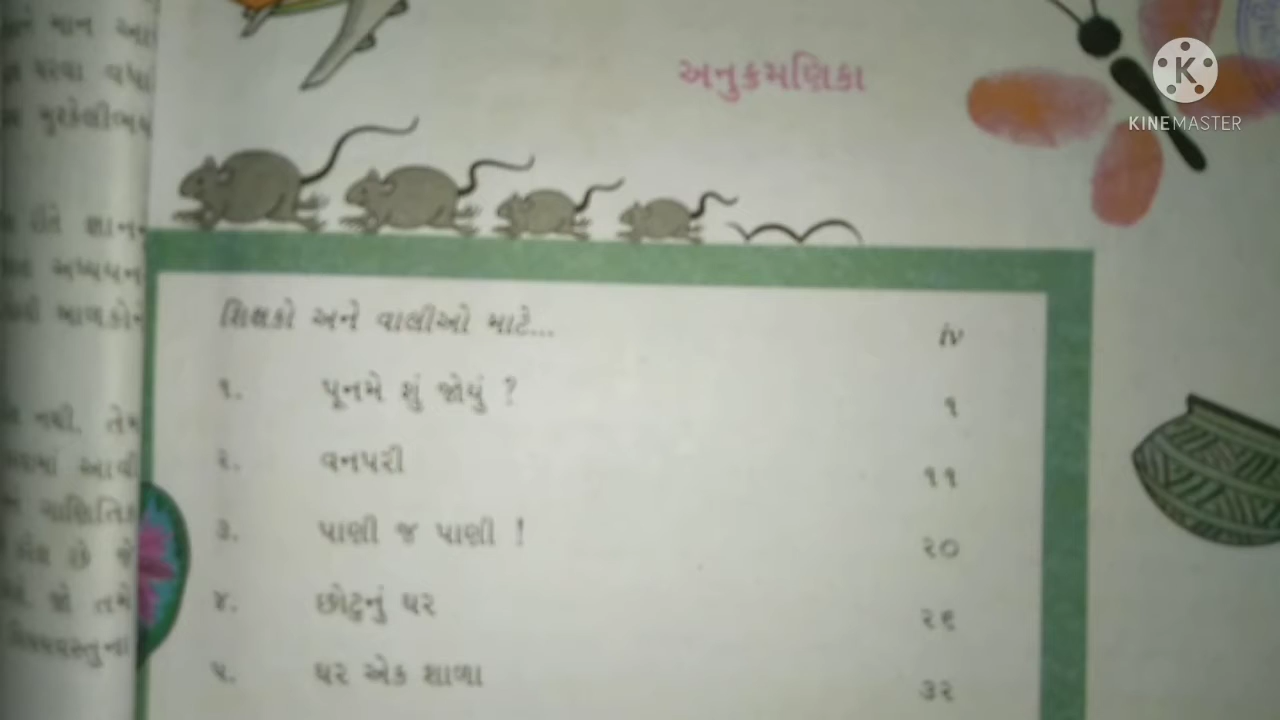 અનુક્રમણિકા
KINEMASTER
શિક્ષકો અને વાલીઓ માટે... iv
૧. પૂનમે શું જોયું ? ૧
૨. વનપરી ૧૧
૩. પાણી જ પાણી ! ૨૦
૪. છોટુનું ઘર ૨૬
૫. ઘર એક શાળા ૩૨